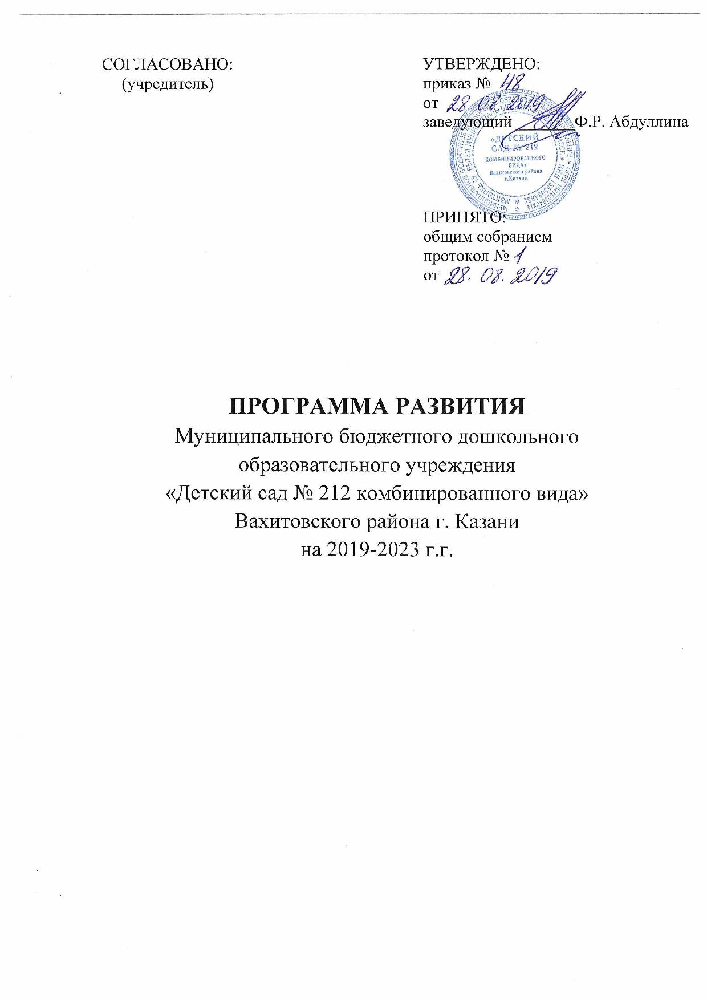 СОГЛАСОВАНО:
(учредитель)
УТВЕРЖДЕНО:
приказ № 48
от 28 08 2019
заведующий Ф.Р. Абдуллина
«ДЕТСКИЙ
САД № 212
КОМБИНИРОВАННОГО
ВИДА»
Вахитовского района
г.Казани
ПРИНЯТО:
общим собранием
протокол № 1
от 28. 08. 2019
ПРОГРАММА РАЗВИТИЯ
Муниципального бюджетного дошкольного
образовательного учреждения
«Детский сад № 212 комбинированного вида»
Вахитовского района г. Казани
на 2019-2023 г.г.